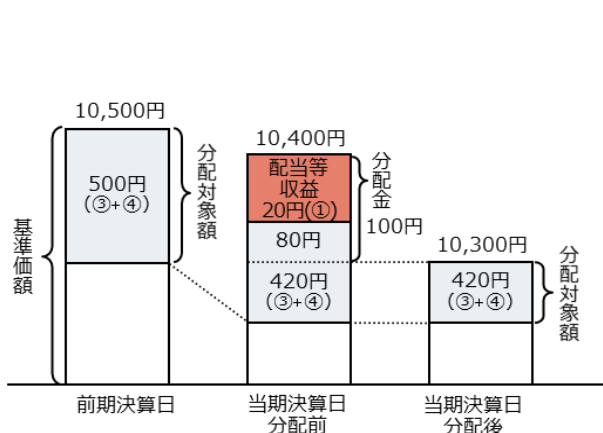 10,500円
500円
(③+④)
分配対象額
基準価額
前期決算日
10,400円
配当等
収益
20円(①)
80円
420円
(③+④)
分配金
100円
当期決算日
分配前
10,300円
420円
(③+④)
分配対象額
当期決算日
分配後